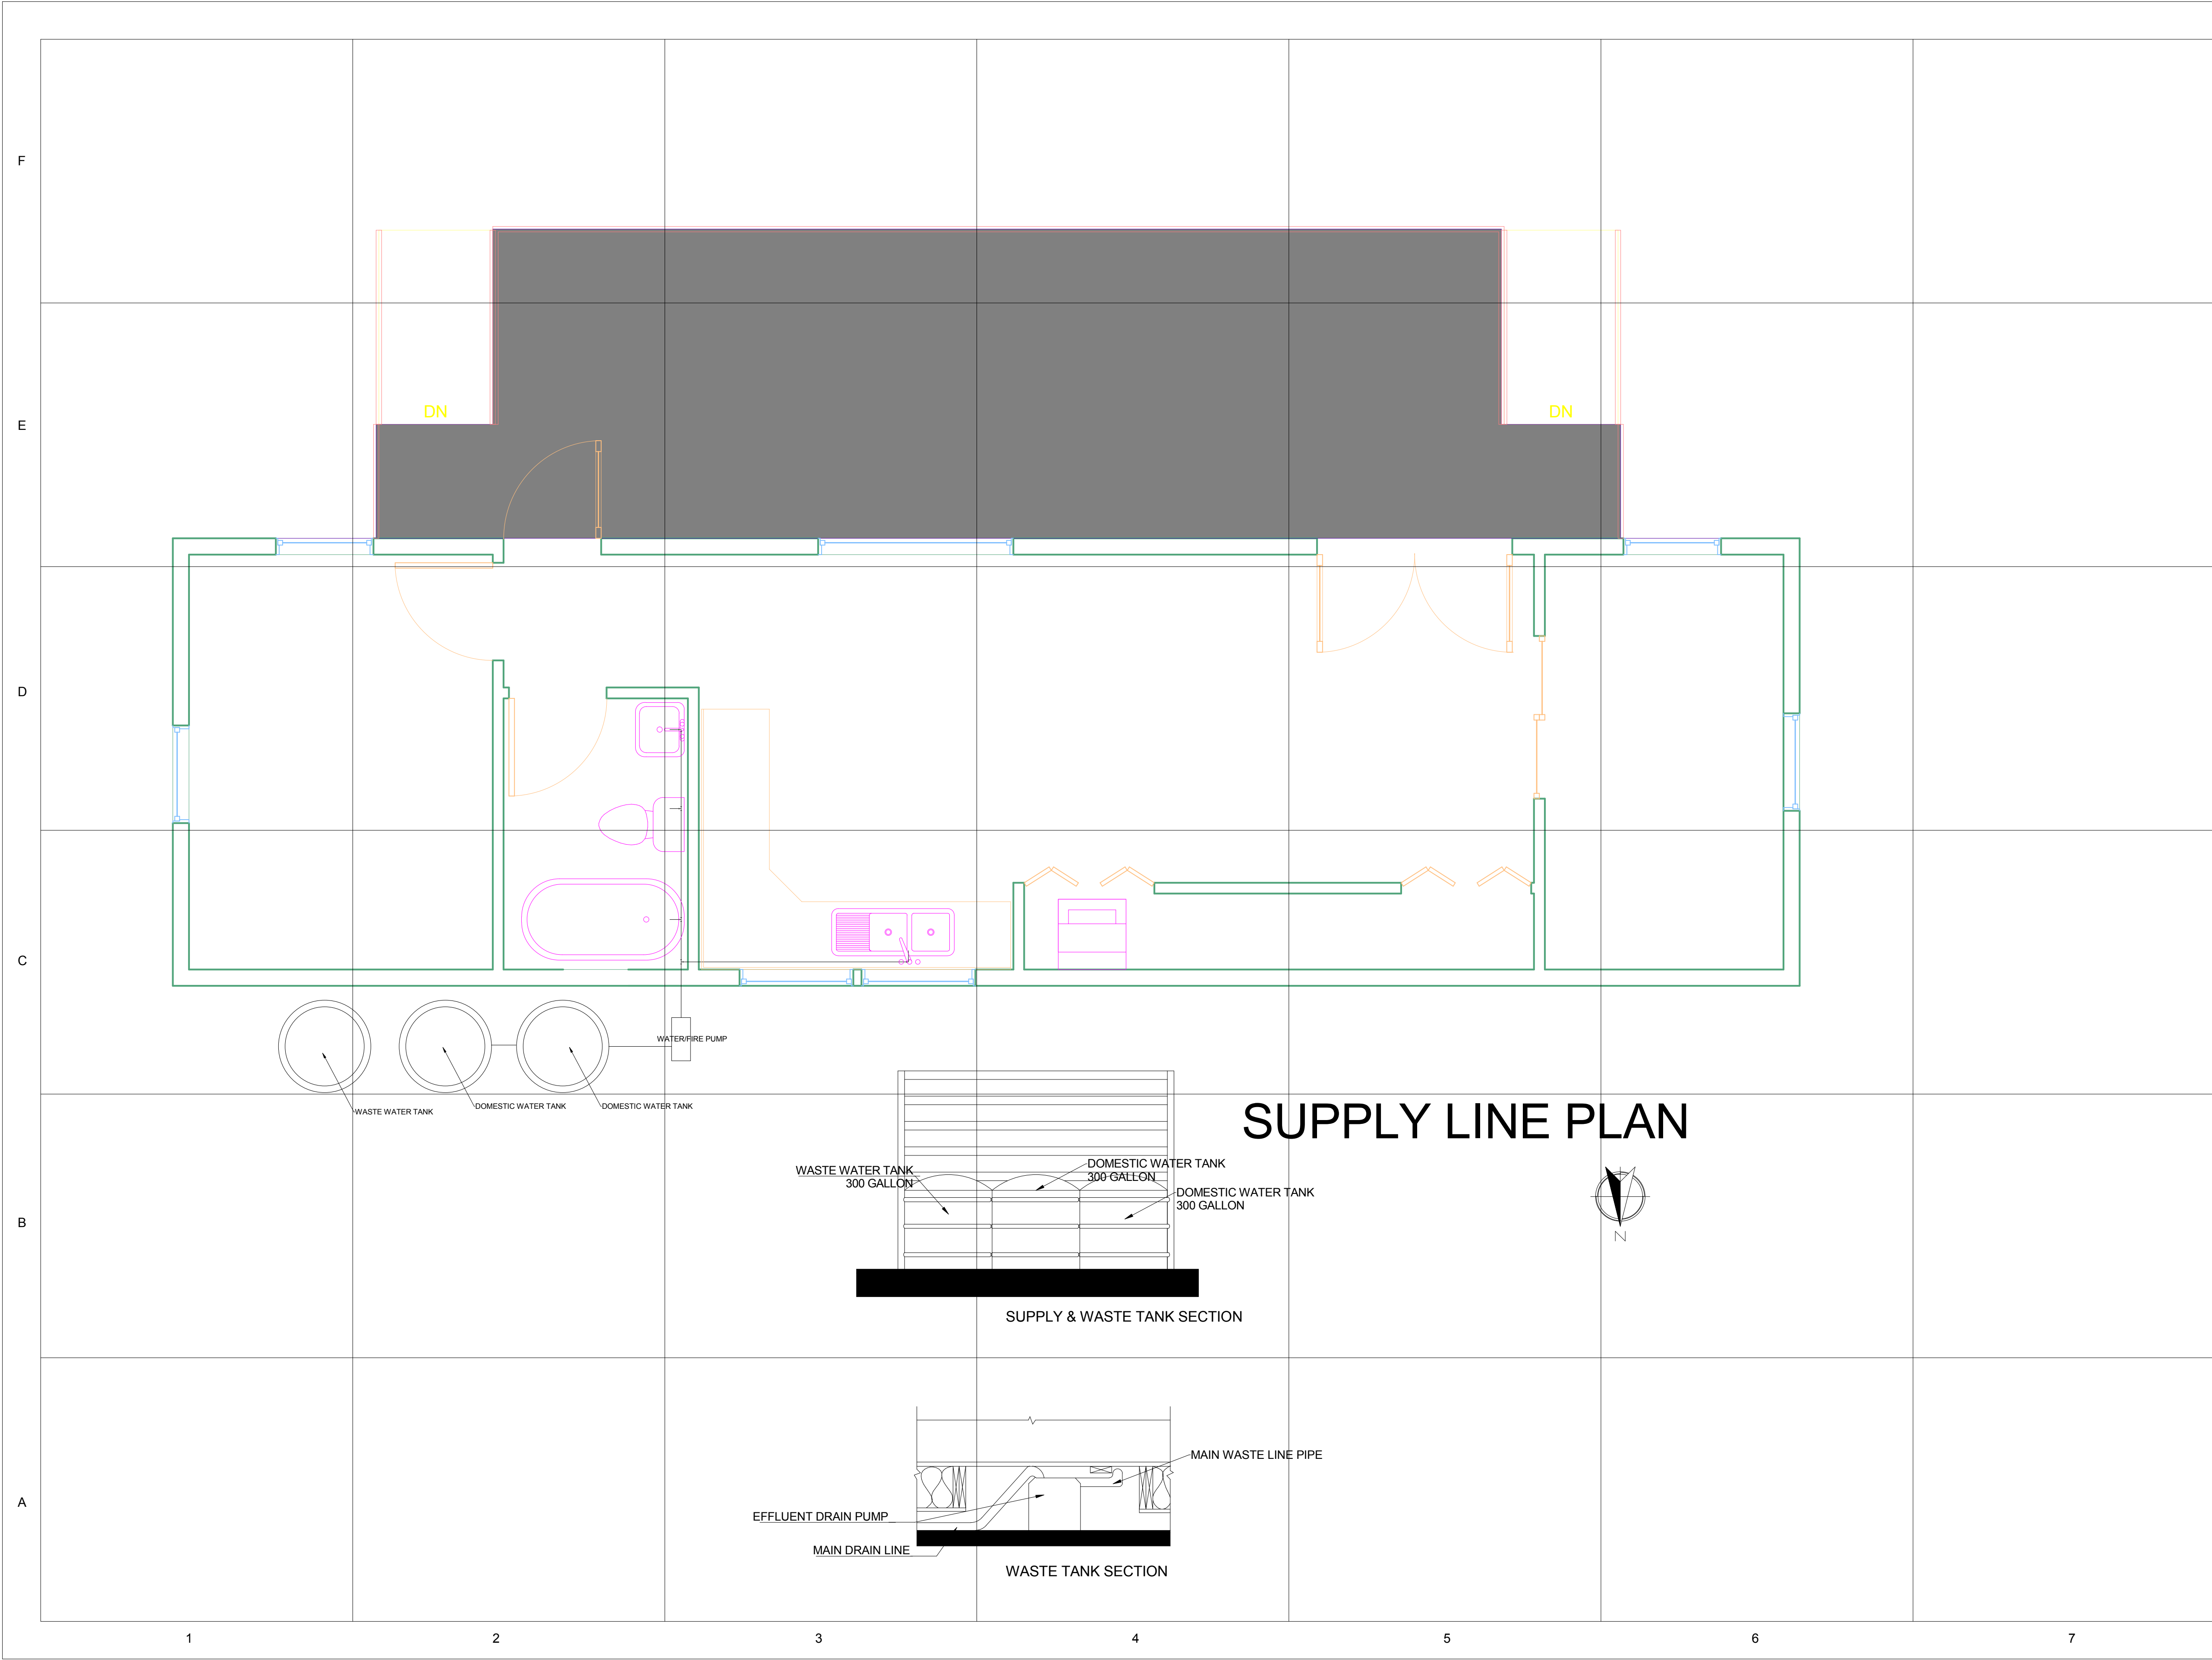 F
E
DN
DN
D
C
WATER/FIRE PUMP
WASTE WATER TANK
DOMESTIC WATER TANK
DOMESTIC WATER TANK
SUPPLY LINE PLAN
WASTE WATER TANK
300 GALLON
DOMESTIC WATER TANK
300 GALLON
DOMESTIC WATER TANK
300 GALLON
B
N
SUPPLY & WASTE TANK SECTION
MAIN WASTE LINE PIPE
A
EFFLUENT DRAIN PUMP
MAIN DRAIN LINE
WASTE TANK SECTION
1
2
3
4
5
6
7